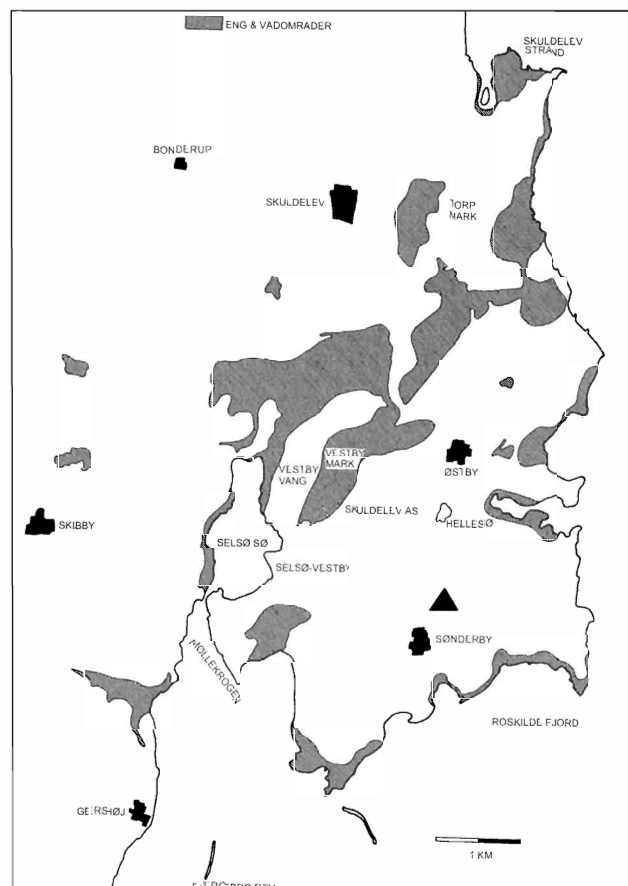 ENG & VADOMRADER
SKULDELEV
STRAND
BONDERUP
SKULDELEV
TORP
MARK
VESTBY
MARK
VESTBY
VANG
ØSTBY
SKULDELEV AS
HELLESØ
SKIBBY
SELSØ SØ
SELSØ-VESTBY
SØNDERBY
MØLLEKROGEN
ROSKILDE FJORD
GERSHØJ
1 KM